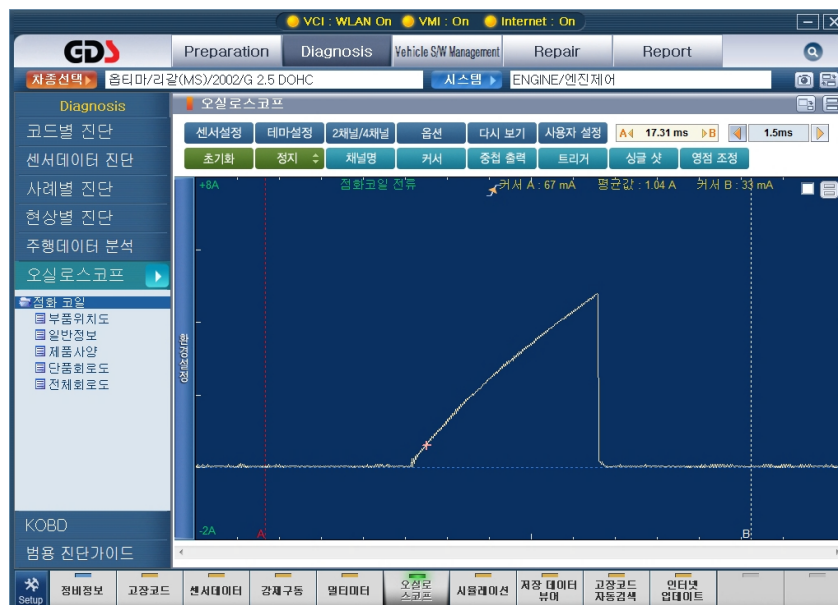 VCI : WLAN On VMI : On Internet : On
GDS Preparation Diagnosis Vehicle S/W Management Repair Report
차종선택 옵티마/리갈(MS)/2002/G 2.5 DOHC 시스템 ENGINE/엔진제어
Diagnosis
오실로스코프
코드별 진단
센서데이터 진단
사례별 진단
현상별 진단
주행데이터 분석
오실로스코프
점화 코일
부품위치도
일반정보
제품사양
단품회로도
전체회로도
KOBD
범용 진단가이드
센서설정 테마설정 2채널/4채널 옵션 다시 보기 사용자 설정 A 17.31 ms B 1.5ms
초기화 정지 채널명 커서 중첩 출력 트리거 싱글 샷 영점 조정
+8A 점화코일 전류 커서 A : 67 mA 평균값 : 1.04 A 커서 B : 33 mA
환경설정
-2A A B
Setup 정비정보 고장코드 센서데이터 강제구동 멀티미터 오실로스코프 시뮬레이션 저장 데이터 뷰어 고장코드 자동검색 인터넷 업데이트